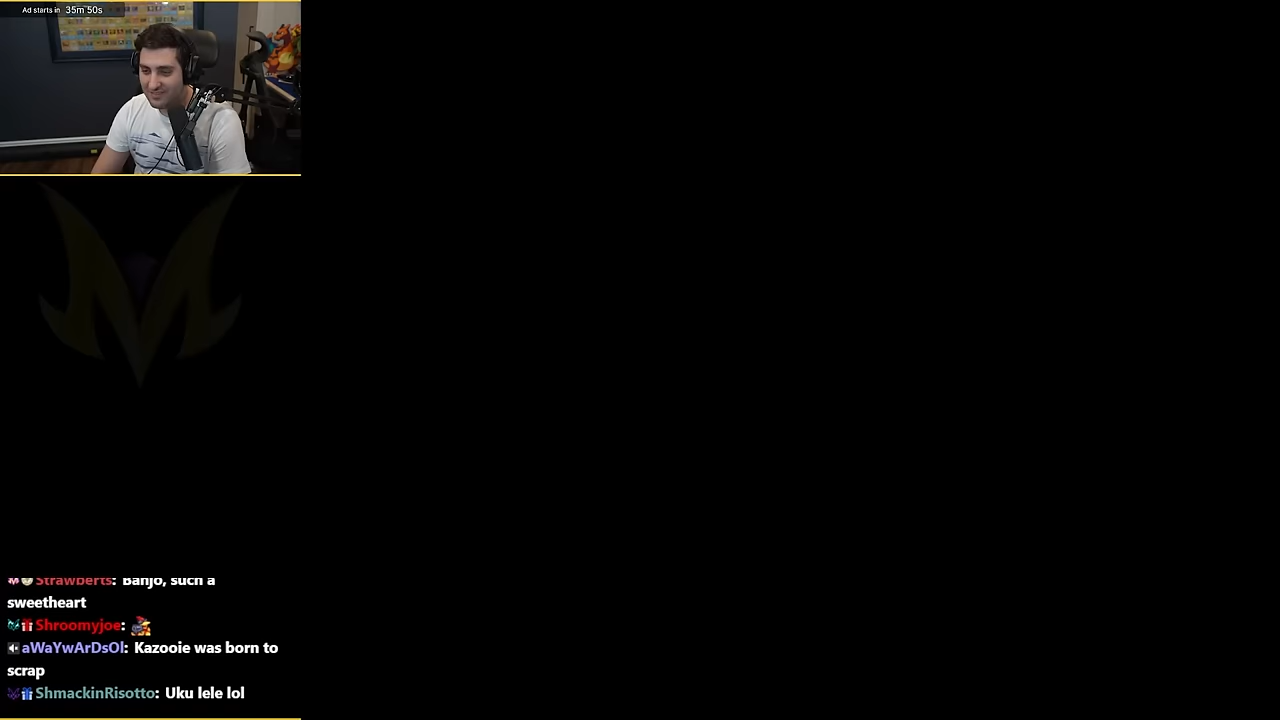 Ad starts in 35m 50s
Strawberts: Banjo, such a
sweetheart
Shroomyjoe:
aWaYwArDsOl: Kazooie was born to
scrap
ShmackinRisotto: Uku lele lol